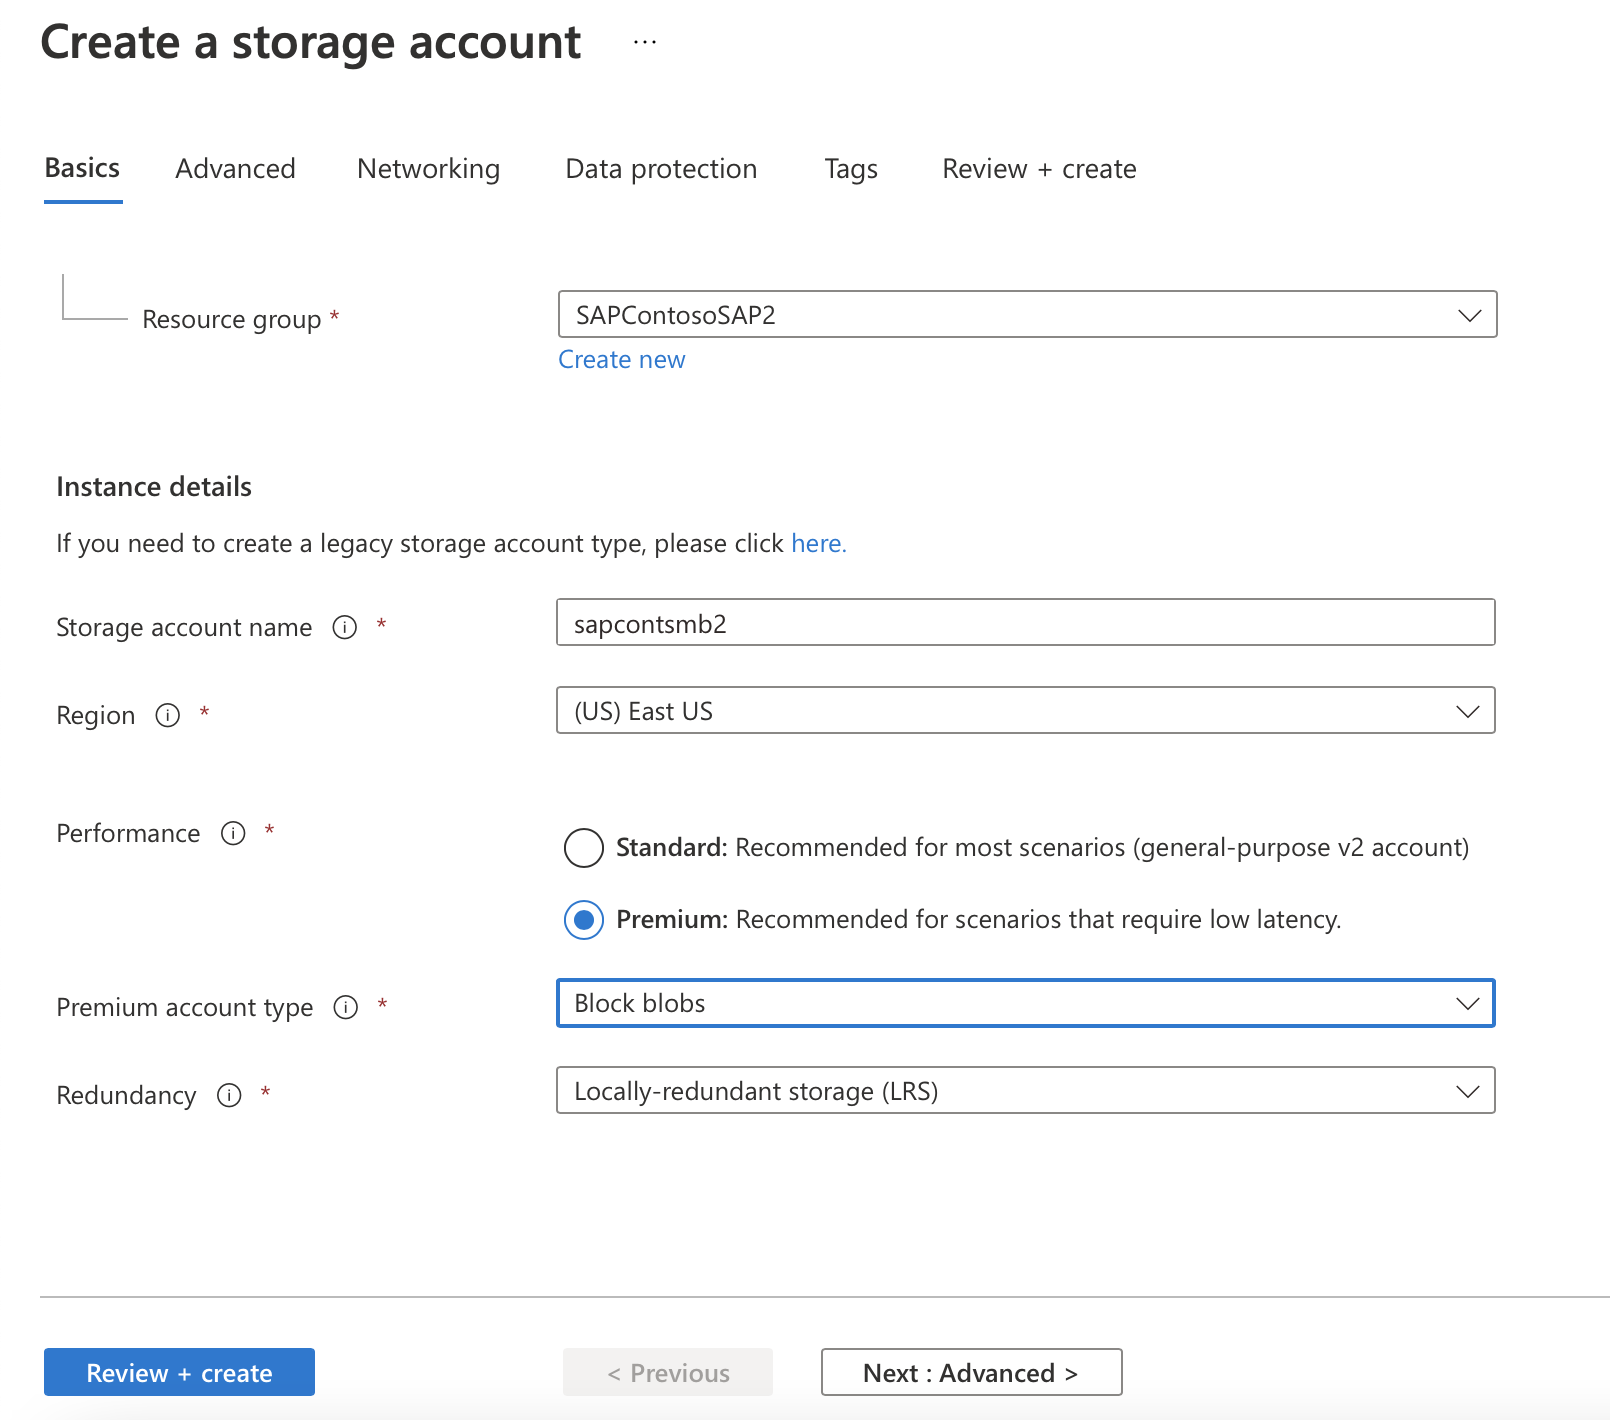 Create a storage account ...
Basics Advanced Networking Data protection Tags Review + create
Resource group * SAPContosoSAP2
Create new
Instance details
If you need to create a legacy storage account type, please click here.
Storage account name i * sapcontsmb2
Region i * (US) East US
Performance i *
Standard: Recommended for most scenarios (general-purpose v2 account)
Premium: Recommended for scenarios that require low latency.
Premium account type i * Block blobs
Redundancy i * Locally-redundant storage (LRS)
Review + create < Previous Next : Advanced >